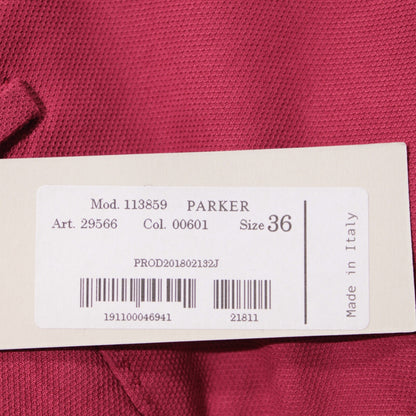 Mod. 113859 PARKER
Art. 29566 Col. 00601 Size 36
PROD201802132J
191100046941 21811
Made in Italy